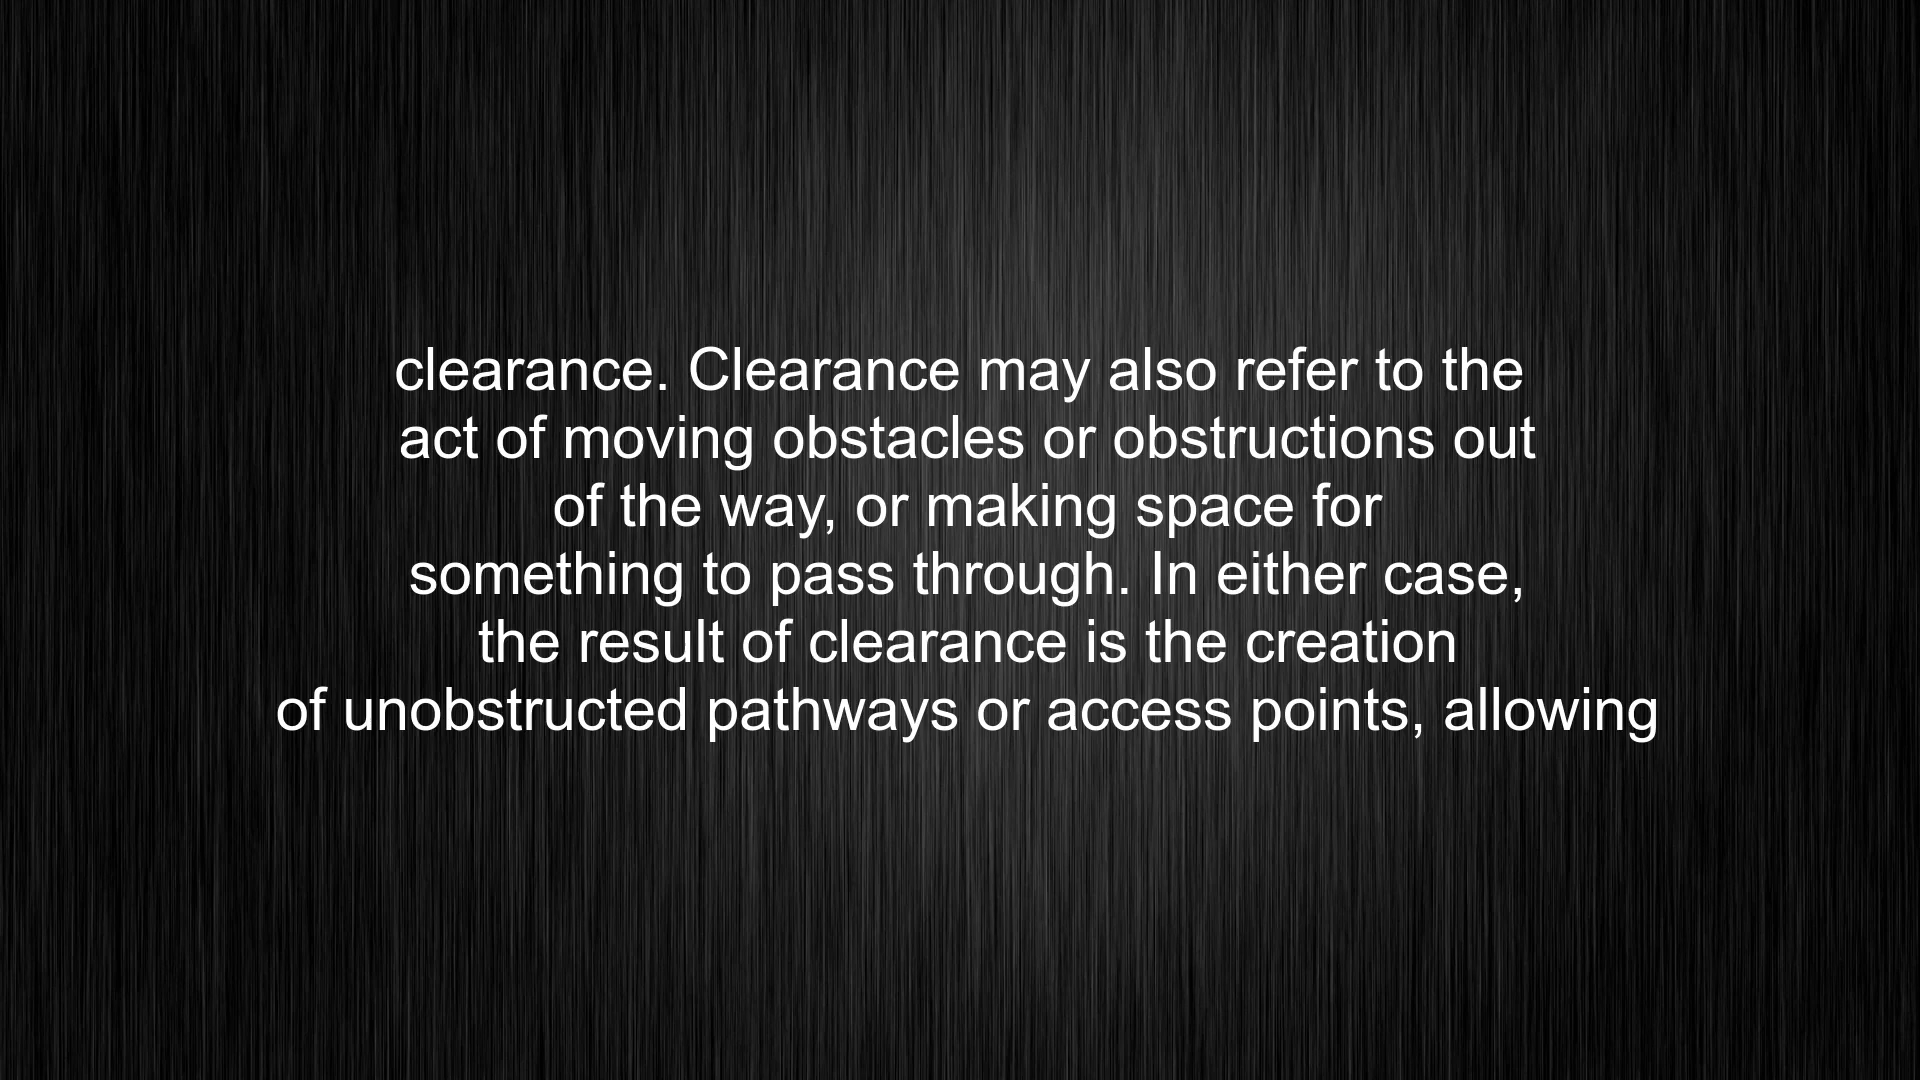 clearance. Clearance may also refer to the
act of moving obstacles or obstructions out
of the way, or making space for
something to pass through. In either case,
the result of clearance is the creation
of unobstructed pathways or access points, allowing